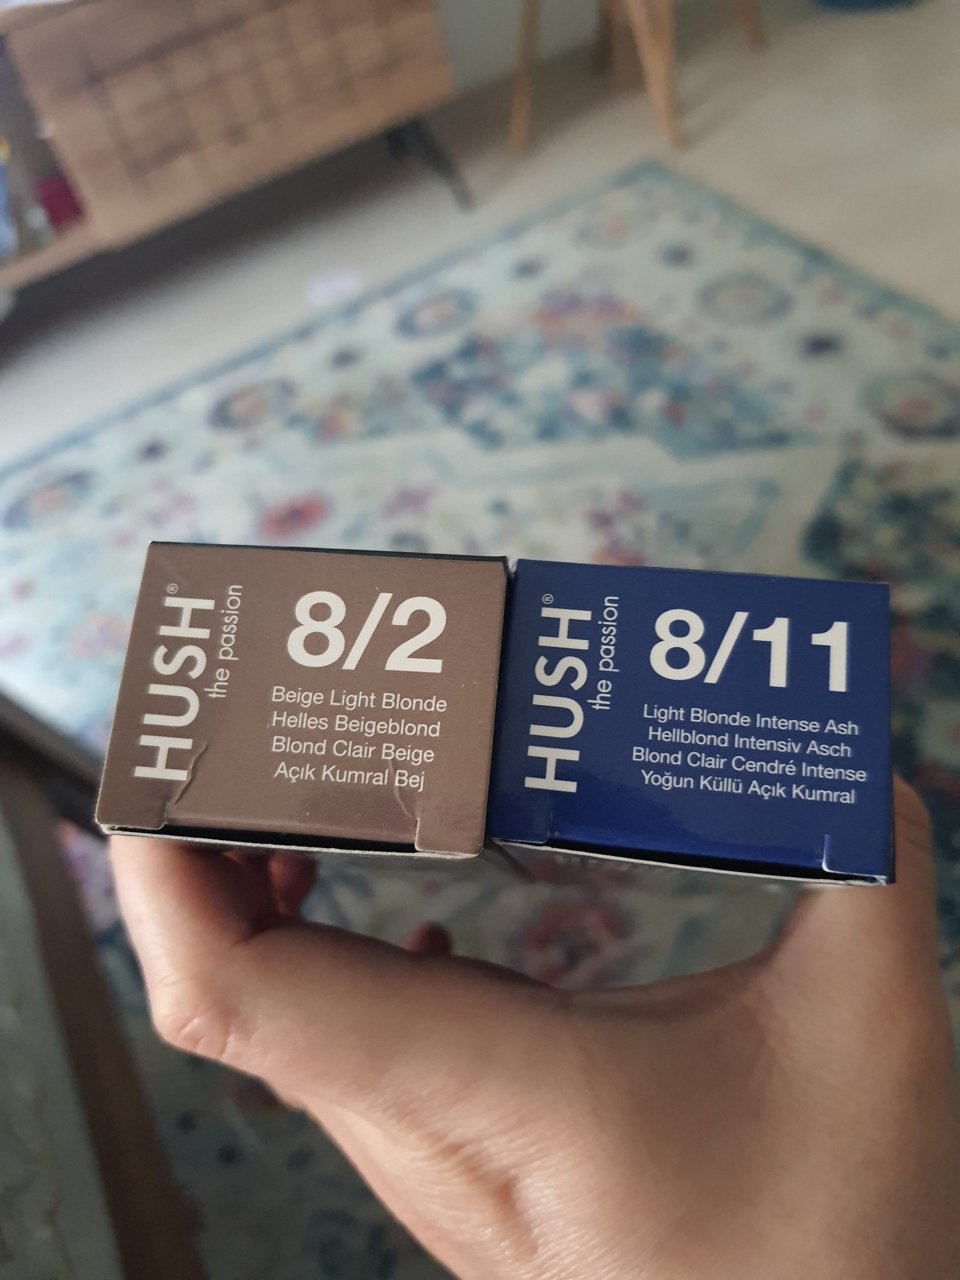 HUSH®
the passion
8/2
Beige Light Blonde
Helles Beigeblond
Blond Clair Beige
Açık Kumral Bej
HUSH®
the passion
8/11
Light Blonde Intense Ash
Hellblond Intensiv Asch
Blond Clair Cendré Intense
Yoğun Küllü Açık Kumral